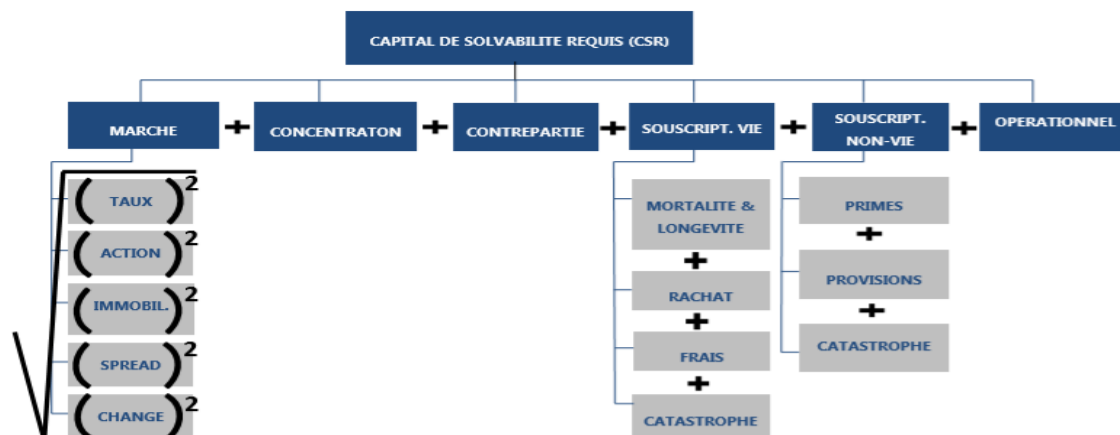 CAPITAL DE SOLVABILITE REQUIS (CSR)
MARCHE
+
CONCENTRATON
+
CONTREPARTIE
+
SOUSCRIPT. VIE
+
SOUSCRIPT.
NON-VIE
+
OPERATIONNEL
(TAUX)²
(ACTION)²
(IMMOBIL.)²
(SPREAD)²
(CHANGE)²
MORTALITE &
LONGEVITE
+
RACHAT
+
FRAIS
+
CATASTROPHE
PRIMES
+
PROVISIONS
+
CATASTROPHE